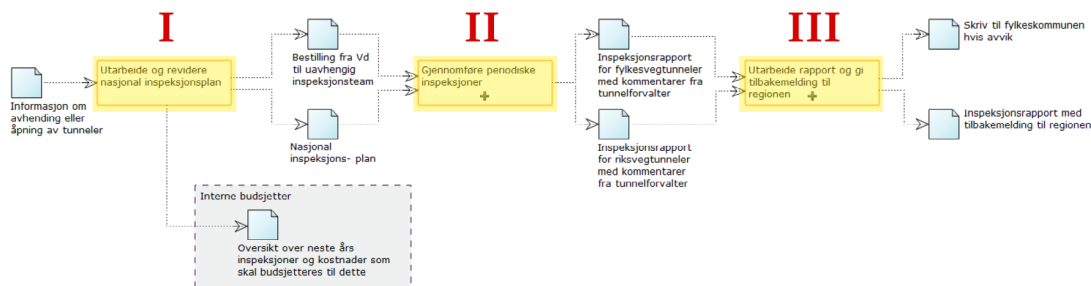 I
II
III
Informasjon om
avhending eller
åpning av tunneler
Utarbeide og revidere
nasjonal inspeksjonsplan
Bestilling fra Vd
til uavhengig
inspeksjonsteam
Nasjonal
inspeksjons- plan
Interne budsjetter
Oversikt over neste års
inspeksjoner og kostnader som
skal budsjetteres til dette
Gjennomføre periodiske
inspeksjoner
Inspeksjonsrapport
for fylkesvegtunneler
med kommentarer fra
tunnelforvalter
Inspeksjonsrapport
for riksvegtunneler
med kommentarer
fra tunnelforvalter
Utarbeide rapport og gi
tilbakemelding til
regionen
Skriv til fylkeskommunen
hvis avvik
Inspeksjonsrapport med
tilbakemelding til regionen